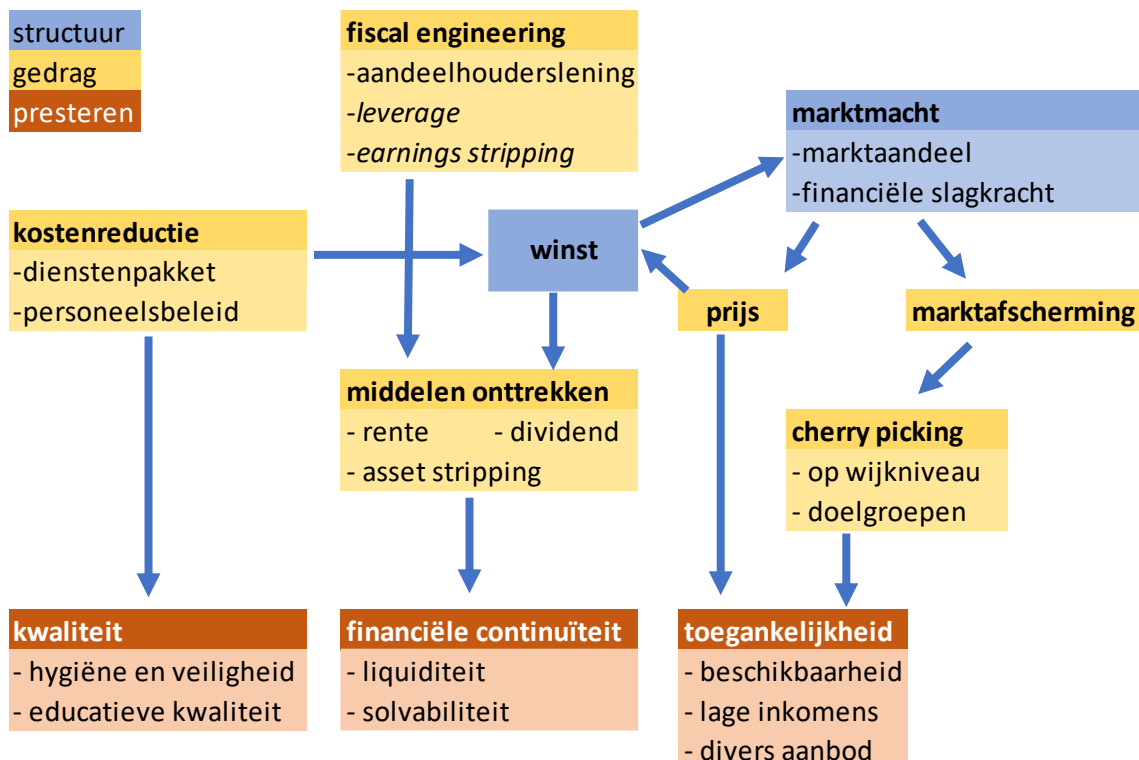 structuur
gedrag
presteren
fiscal engineering
-aandeelhouderslening
-leverage
-earnings stripping
marktmacht
-marktaandeel
-financiële slagkracht
kostenreductie
-dienstenpakket
-personeelsbeleid
winst
prijs
marktafscherming
middelen onttrekken
- rente - dividend
- asset stripping
cherry picking
- op wijkniveau
- doelgroepen
kwaliteit
- hygiëne en veiligheid
- educatieve kwaliteit
financiële continuïteit
- liquiditeit
- solvabiliteit
toegankelijkheid
- beschikbaarheid
- lage inkomens
- divers aanbod